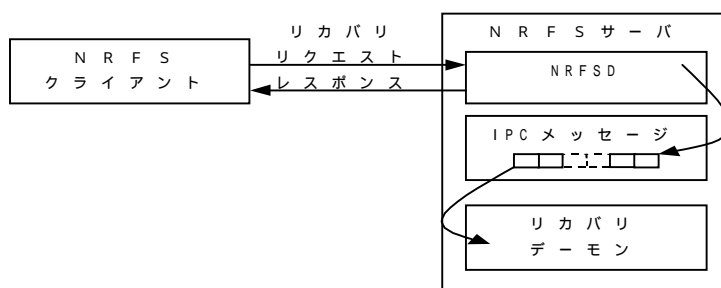 NRFS
クライアント
リカバリ
リクエスト
レスポンス
NRFSサーバ
NRFSD
IPCメッセージ
リカバリ
デーモン